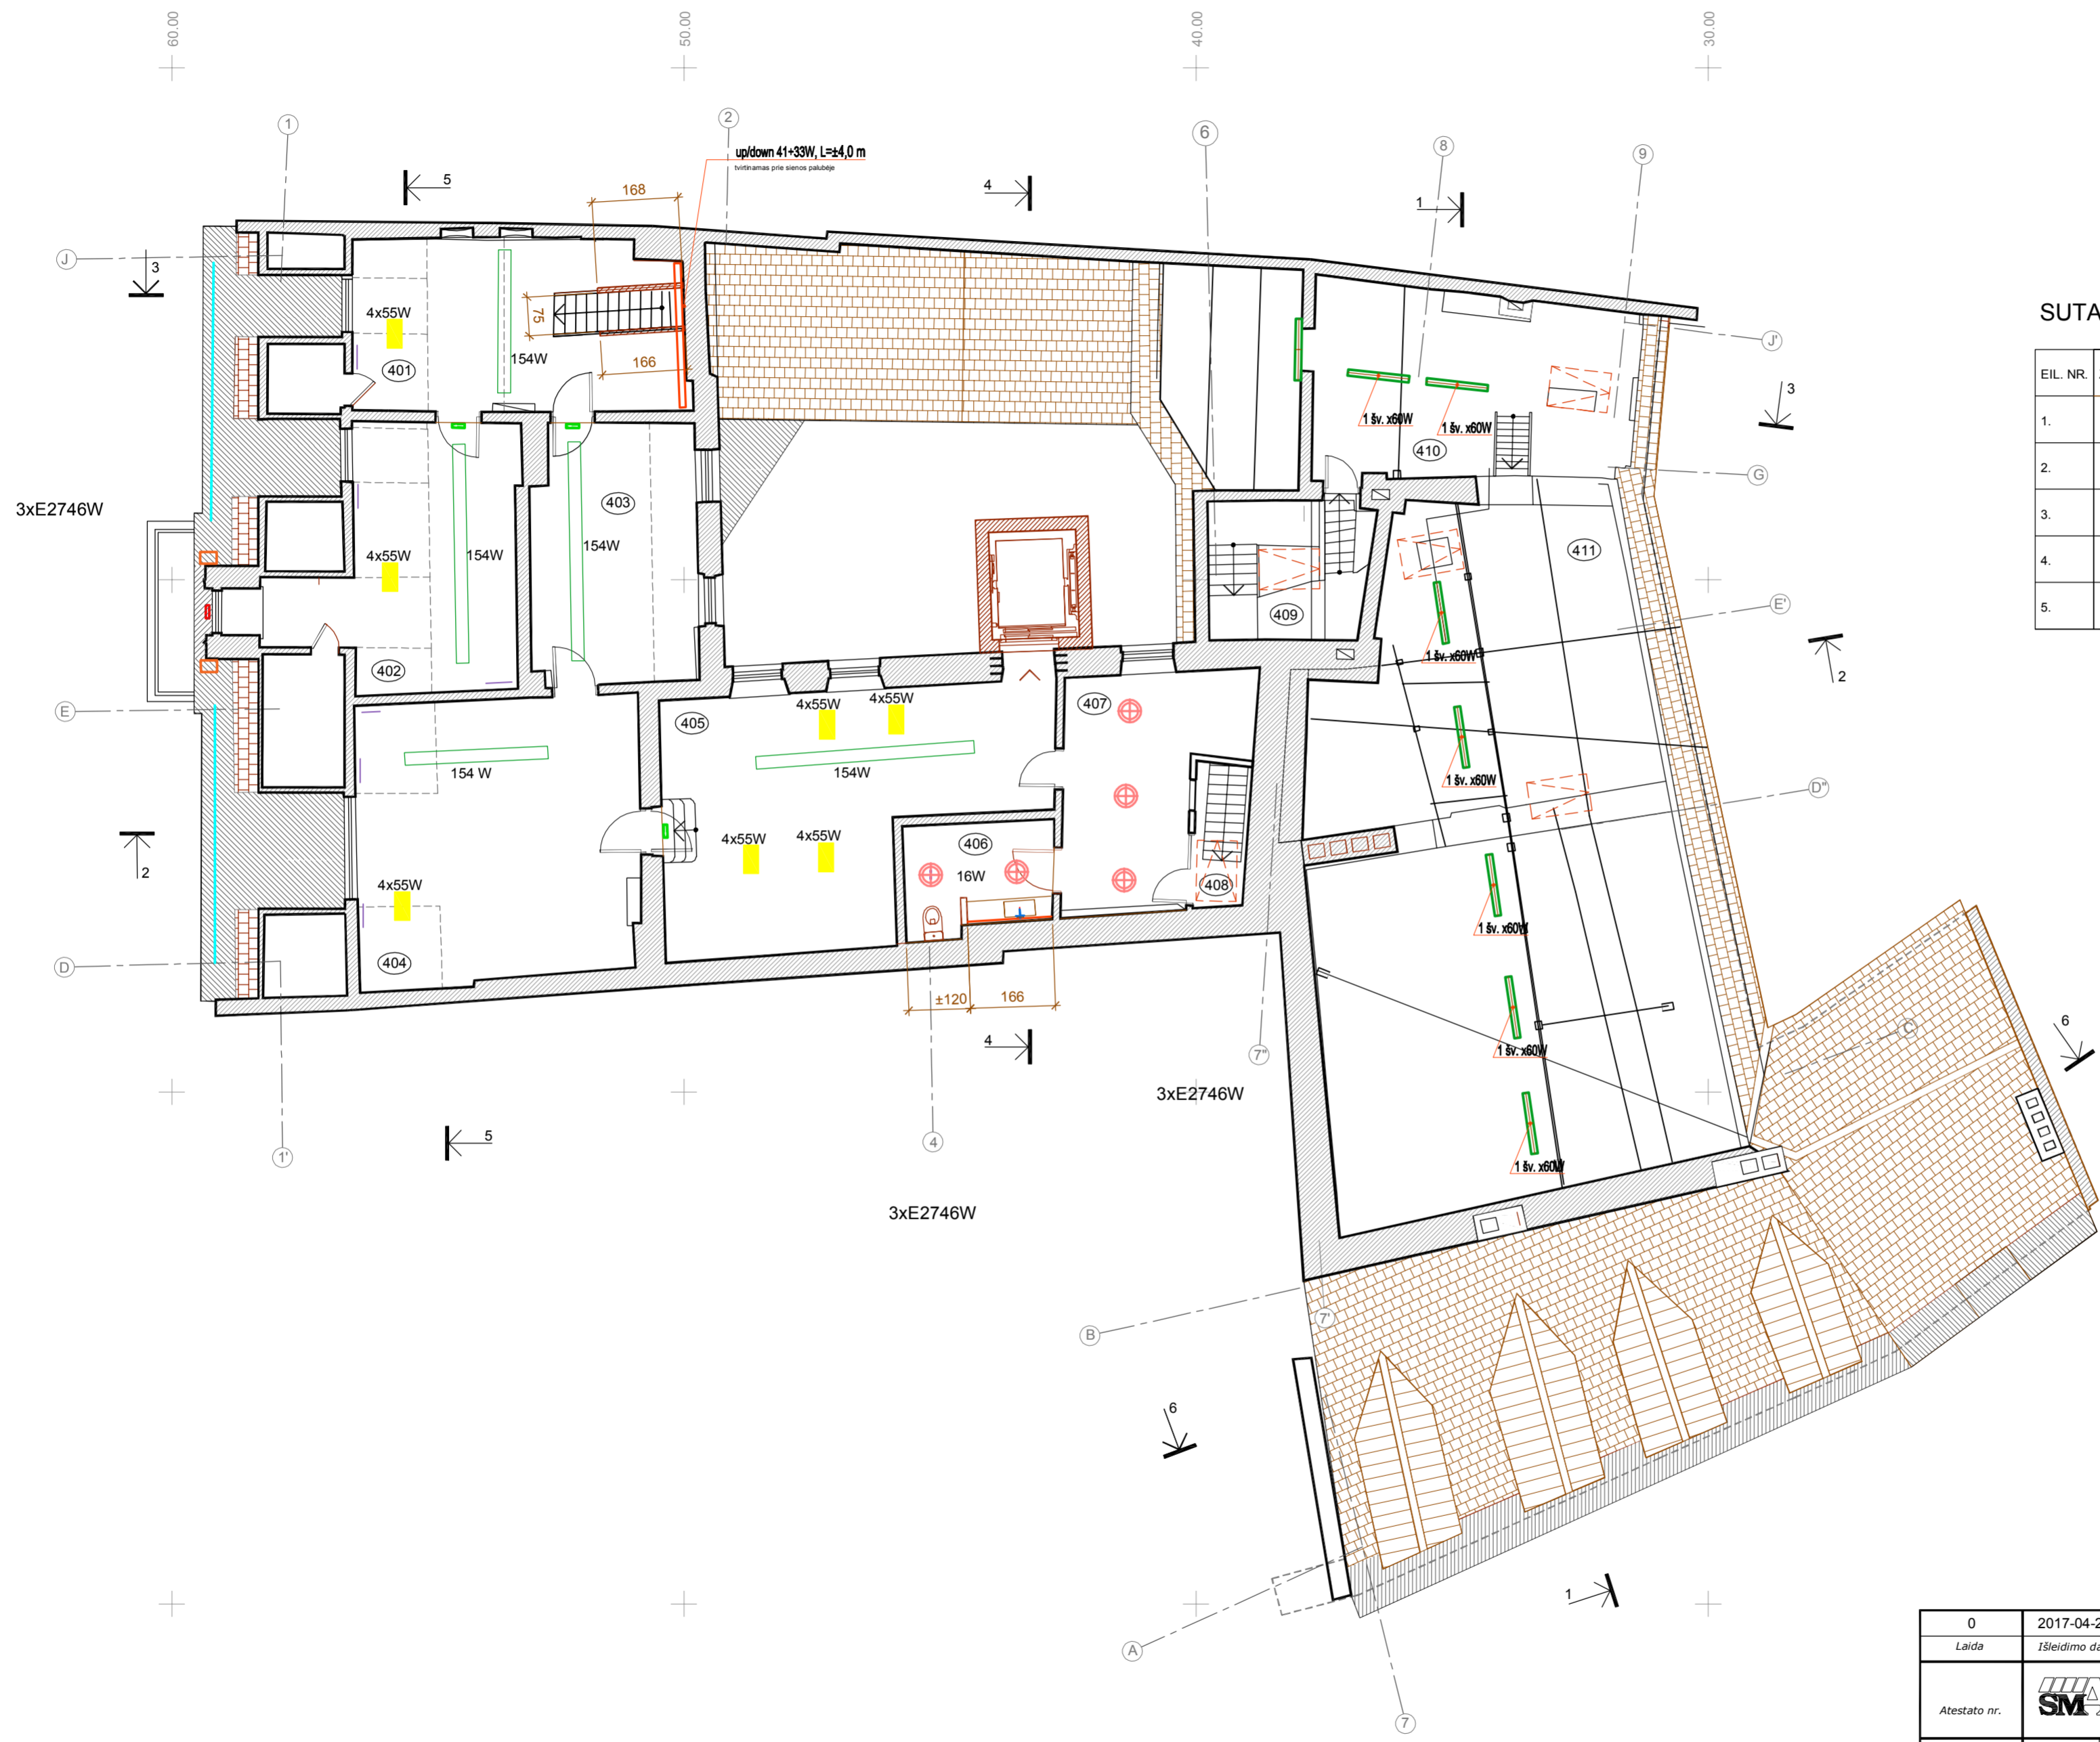 60.00
50.00
40.00
30.00
1
2
6
8
9
up/down 41+33W, L=±4,0 m
tvirtinamas prie sienos palubėje
5
4
1
168
J
3
SUTA
4x55W
75
154W
166
401
J'
EIL. NR.
3
1 šv. x60W
1 šv. x60W
410
1.
G
2.
3xE2746W
403
3.
4x55W
154W
154W
411
4.
E'
409
5.
402
1 šv. x60W
2
E
405
4x55W
4x55W
407
154 W
154W
1 šv. x60W
D"
4x55W
4x55W
406
2
16W
408
4x55W
1 šv. x60W
D
404
±120
166
C
6
4
7"
1 šv. x60W
3xE2746W
5
4
1'
1 šv. x60W
3xE2746W
B
7'
6
1
A
7
0
2017-04-2
Laida
Išleidimo da
Atestato nr.
SM